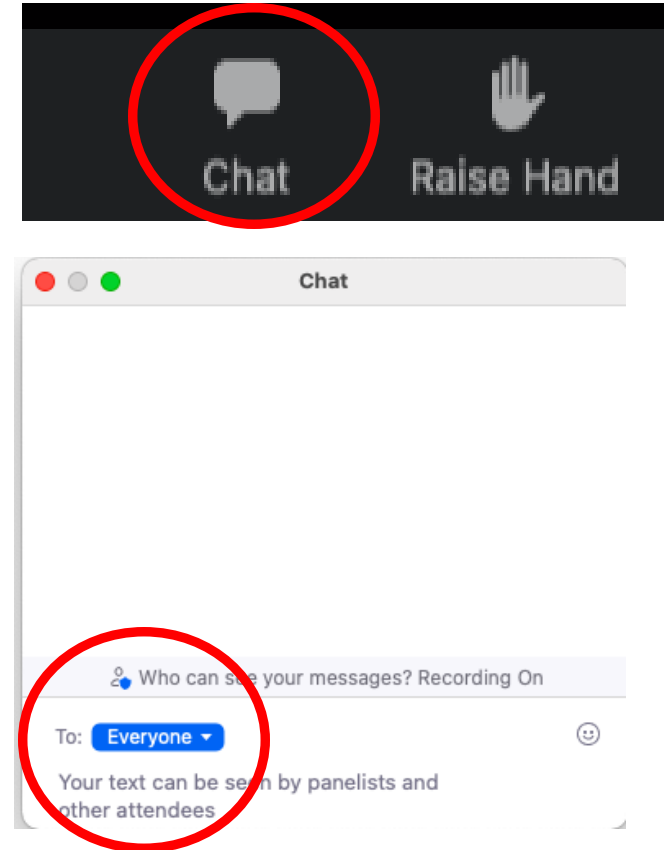 Chat Raise Hand
Chat
Who can see your messages? Recording On
To: Everyone
Your text can be seen by panelists and
other attendees